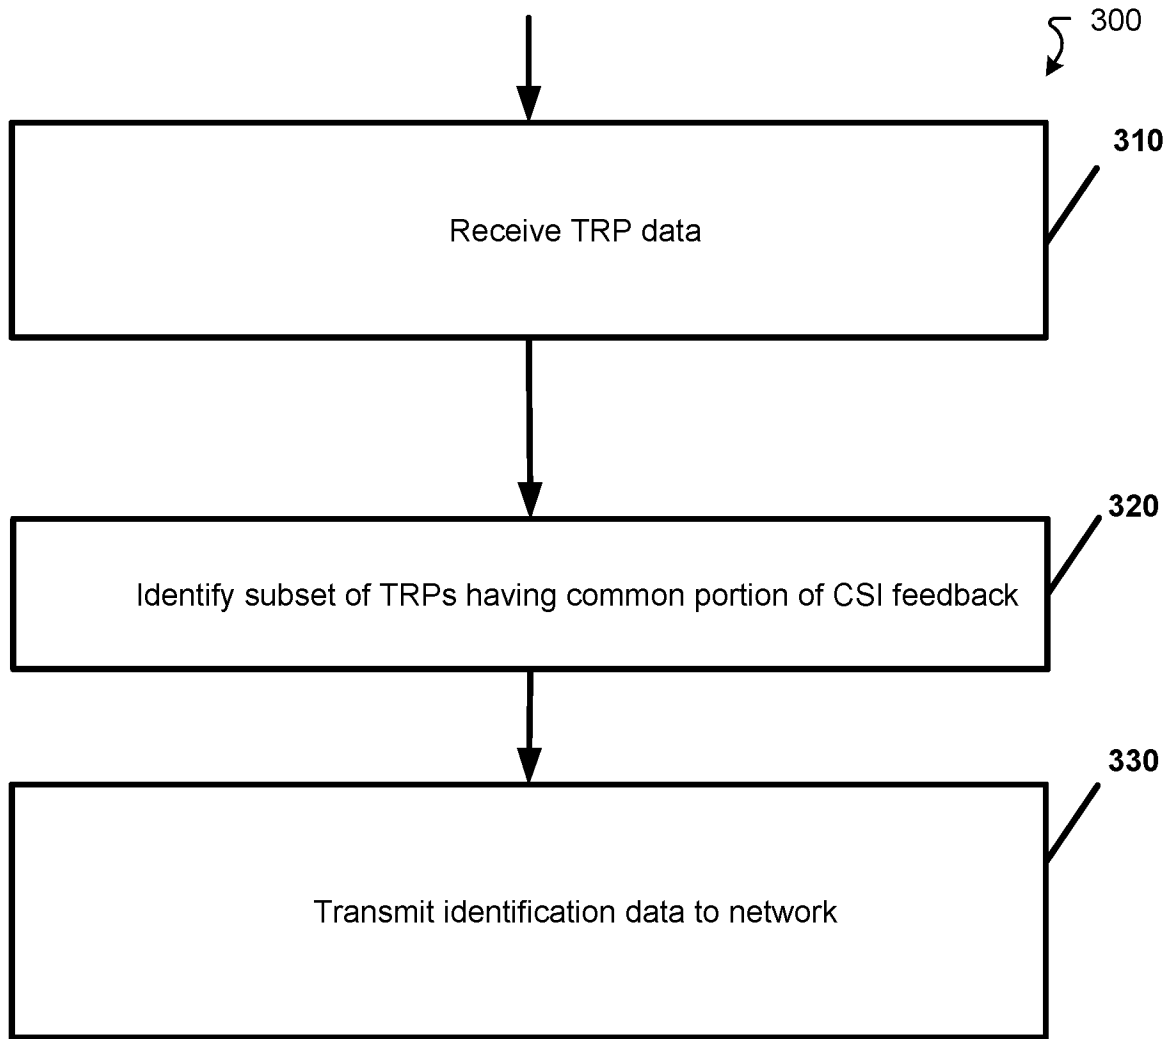 300
310
Receive TRP data
320
Identify subset of TRPs having common portion of CSI feedback
330
Transmit identification data to network